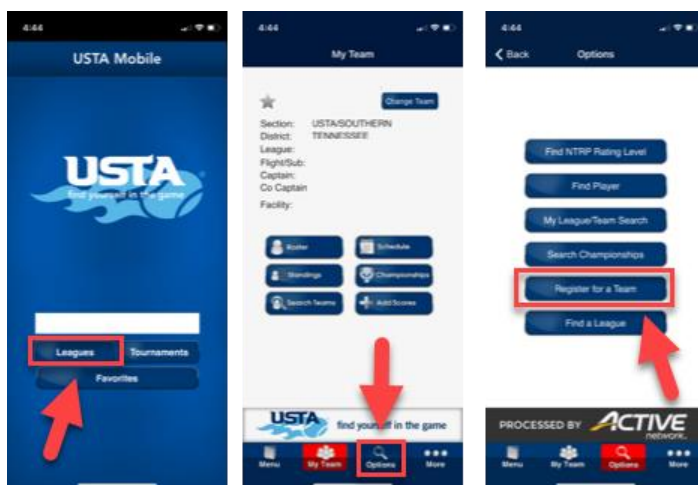 4:44
USTA Mobile
USTA
find yourself in the game
Leagues
Tournaments
Favorites
4:44
My Team
Change Team
Section: USTA/SOUTHERN
District: TENNESSEE
League:
Flight/Sub:
Captain:
Co Captain
Facility:
Roster
Schedule
Standings
Championships
Search Teams
Add Scores
USTA
find yourself in the game
Menu
My Team
Options
More
4:44
Back
Options
Find NTRP Rating Level
Find Player
My League/Team Search
Search Championships
Register for a Team
Find a League
PROCESSED BY ACTIVE
network.
Menu
My Team
Options
More